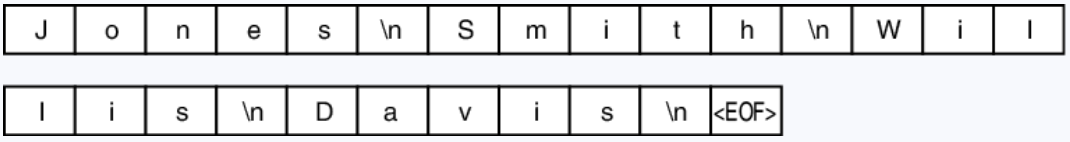 J o n e s \n S m i t h \n W i l
l i s \n D a v i s \n <EOF>